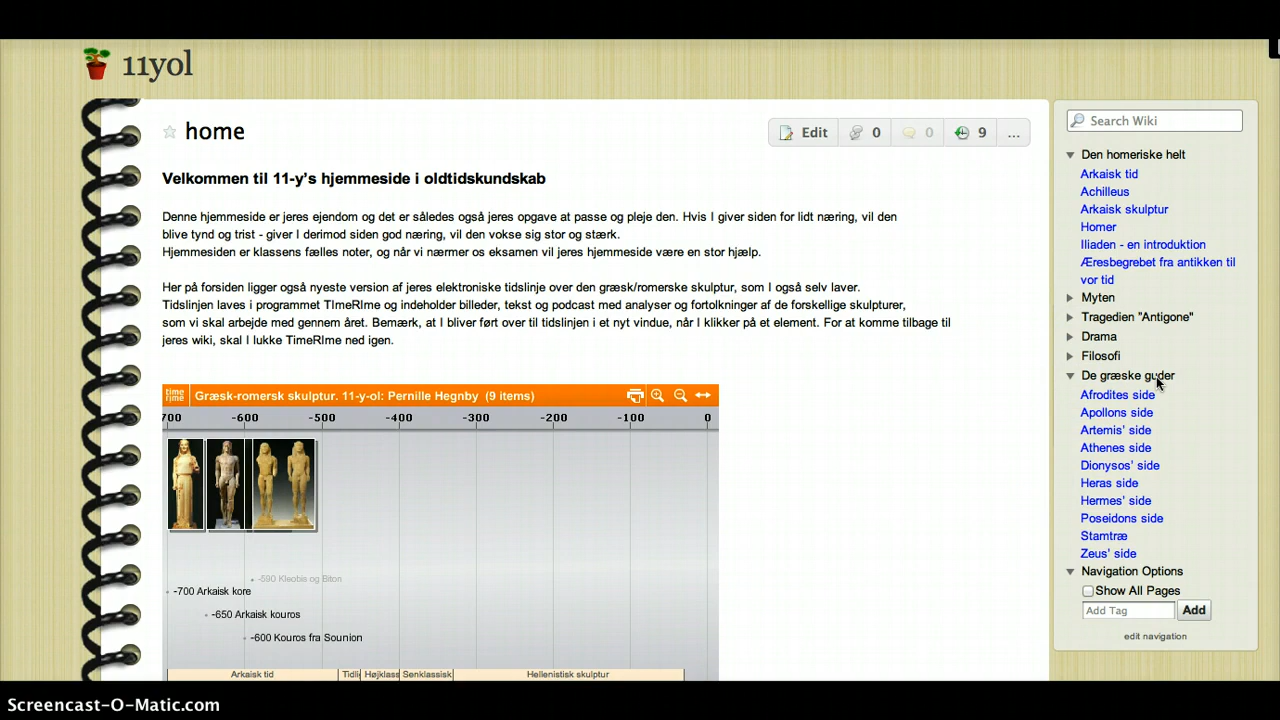 11yol
home
Edit 0 0 9 ...
Velkommen til 11-y's hjemmeside i oldtidskundskab
Denne hjemmeside er jeres ejendom og det er således også jeres opgave at passe og pleje den. Hvis I giver siden for lidt næring, vil den
blive tynd og trist - giver I derimod siden god næring, vil den vokse sig stor og stærk.
Hjemmesiden er klassens fælles noter, og når vi nærmer os eksamen vil jeres hjemmeside være en stor hjælp.
Her på forsiden ligger også nyeste version af jeres elektroniske tidslinje over den græsk/romerske skulptur, som I også selv laver.
Tidslinjen laves i programmet TImeRIme og indeholder billeder, tekst og podcast med analyser og fortolkninger af de forskellige skulpturer,
som vi skal arbejde med gennem året. Bemærk, at I bliver ført over til tidslinjen i et nyt vindue, når I klikker på et element. For at komme tilbage til
jeres wiki, skal I lukke TimeRIme ned igen.
time rime Græsk-romersk skulptur. 11-y-ol: Pernille Hegnby (9 items)
700 -600 -500 -400 -300 -200 -100 0
-590 Kleobis og Biton
-700 Arkaisk kore
-650 Arkaisk kouros
-600 Kouros fra Sounion
Arkaisk tid Tidli Højklass Senklassisk Hellenistisk skulptur
Search Wiki
Den homeriske helt
Arkaisk tid
Achilleus
Arkaisk skulptur
Homer
Iliaden - en introduktion
Æresbegrebet fra antikken til
vor tid
Myten
Tragedien "Antigone"
Drama
Filosofi
De græske guder
Afrodites side
Apollons side
Artemis' side
Athenes side
Dionysos' side
Heras side
Hermes' side
Poseidons side
Stamtræ
Zeus' side
Navigation Options
Show All Pages
Add Tag Add
edit navigation
Screencast-O-Matic.com